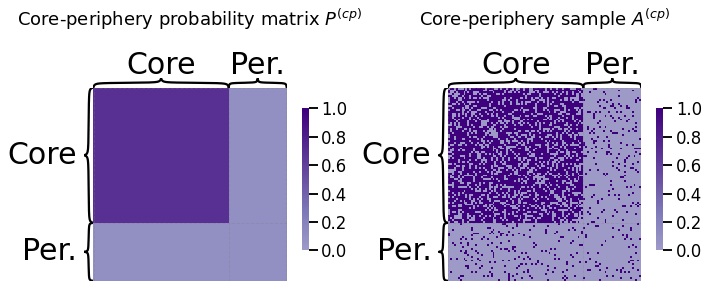 Core-periphery probability matrix P^(cp)
Core Per.
Core
Per.
1.0
0.8
0.6
0.4
0.2
0.0
Core-periphery sample A^(cp)
Core Per.
Core
Per.
1.0
0.8
0.6
0.4
0.2
0.0